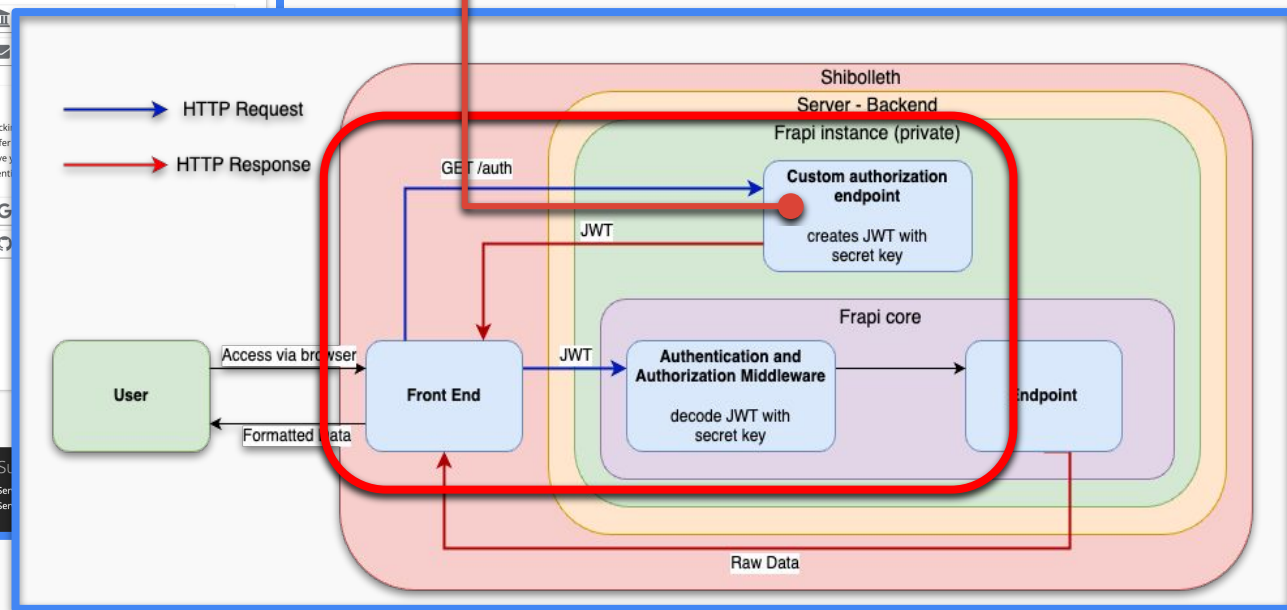 HTTP Request
HTTP Response
Shibolleth
Server - Backend
Frapi instance (private)
GET /auth
Custom authorization
endpoint
creates JWT with
secret key
JWT
Frapi core
Access via browser
User
Formatted Data
Front End
JWT
Authentication and
Authorization Middleware
decode JWT with
secret key
Endpoint
Raw Data